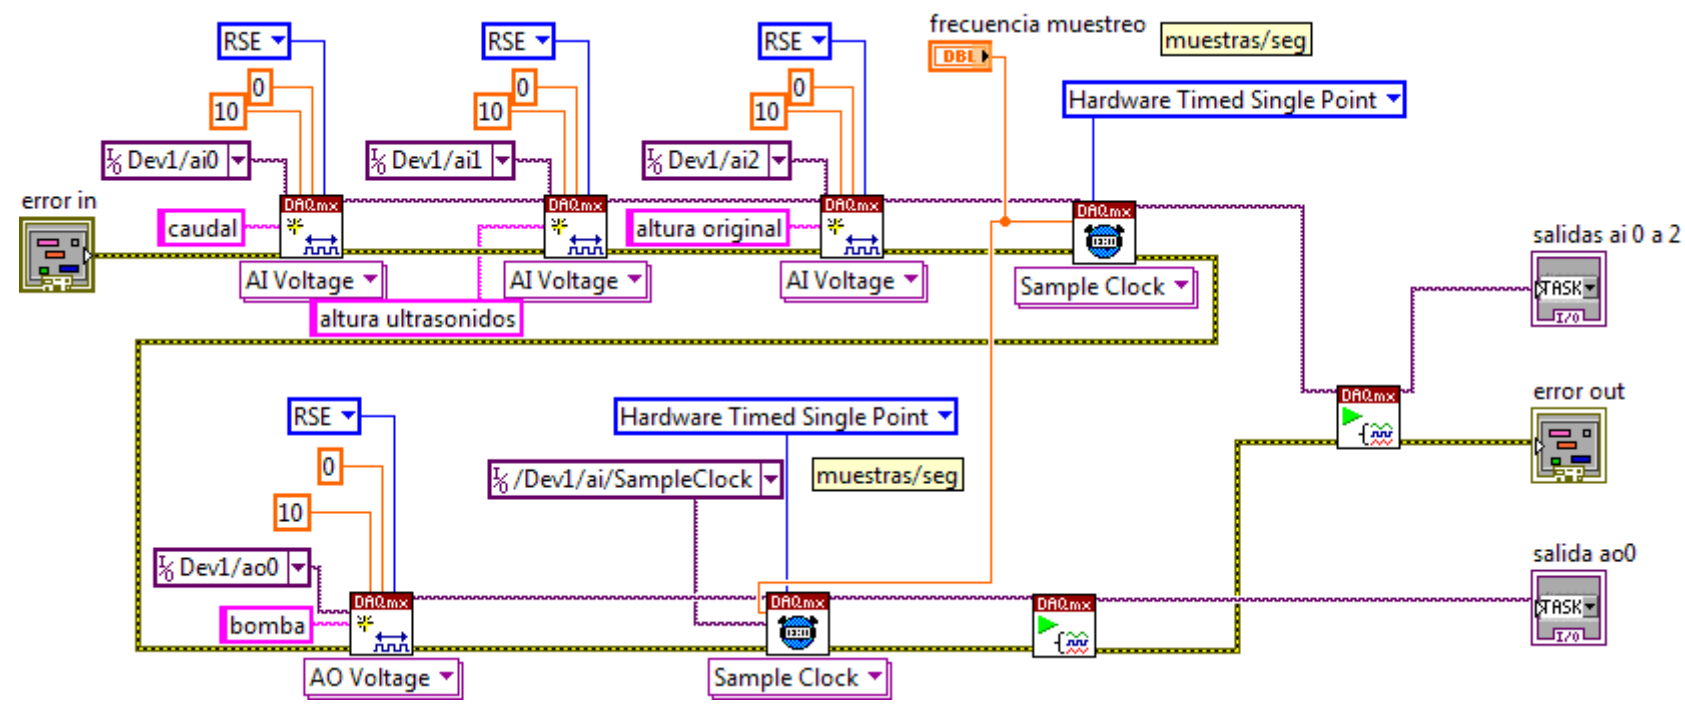 frecuencia muestreo
muestras/seg
RSE
RSE
RSE
DBL
0
0
0
10
10
10
Hardware Timed Single Point
Dev1/ai0
Dev1/ai1
Dev1/ai2
error in
DAQmx
DAQmx
DAQmx
DAQmx
caudal
altura original
salidas ai 0 a 2
AI Voltage
AI Voltage
AI Voltage
Sample Clock
TASK
I/O
altura ultrasonidos
DAQmx
error out
RSE
Hardware Timed Single Point
0
/Dev1/ai/SampleClock
muestras/seg
10
salida ao0
Dev1/ao0
DAQmx
DAQmx
DAQmx
TASK
I/O
bomba
AO Voltage
Sample Clock